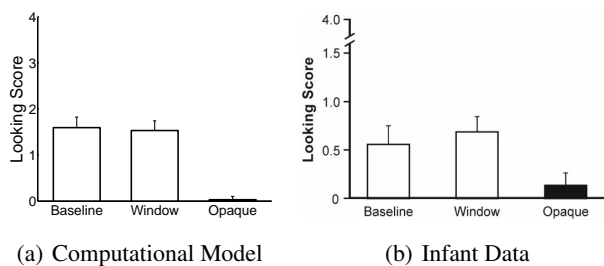 4
3
2
1
0
Looking Score
Baseline Window Opaque
(a) Computational Model
4.0
1.5
1.0
0.5
0
Looking Score
Baseline Window Opaque
(b) Infant Data